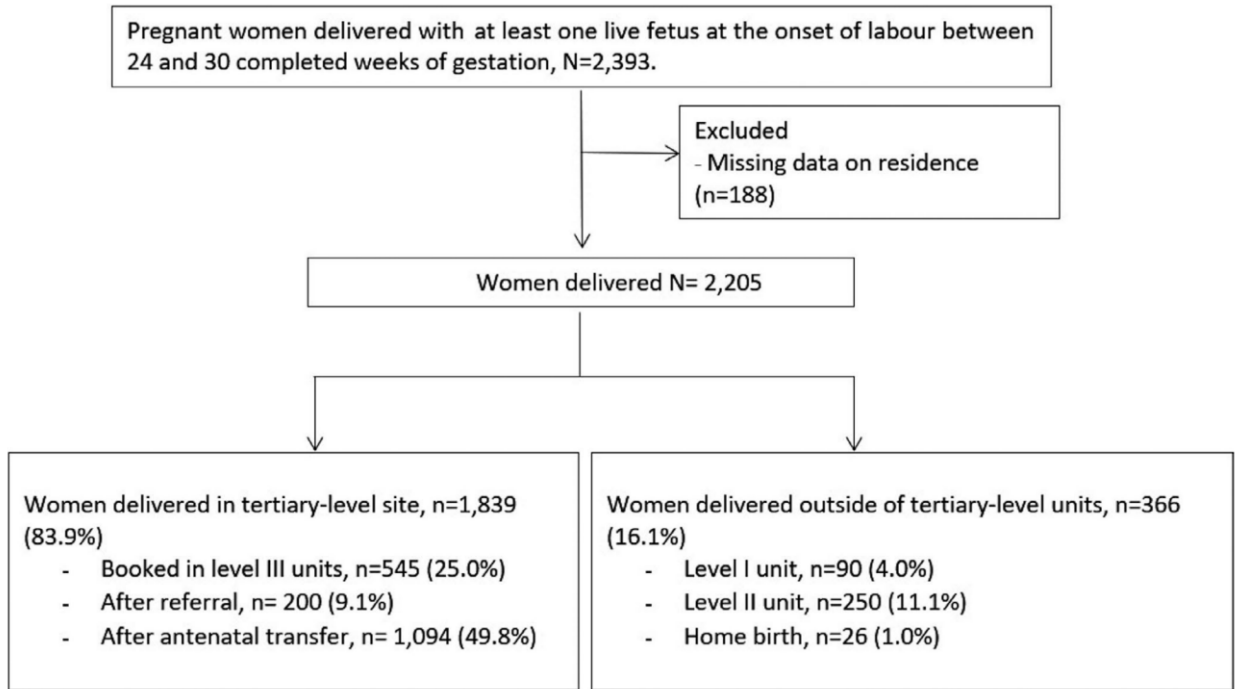 Pregnant women delivered with at least one live fetus at the onset of labour between
24 and 30 completed weeks of gestation, N=2,393.
Excluded
- Missing data on residence
(n=188)
Women delivered N= 2,205
Women delivered in tertiary-level site, n=1,839
(83.9%)
- Booked in level III units, n=545 (25.0%)
- After referral, n= 200 (9.1%)
- After antenatal transfer, n= 1,094 (49.8%)
Women delivered outside of tertiary-level units, n=366
(16.1%)
- Level I unit, n=90 (4.0%)
- Level II unit, n=250 (11.1%)
- Home birth, n=26 (1.0%)